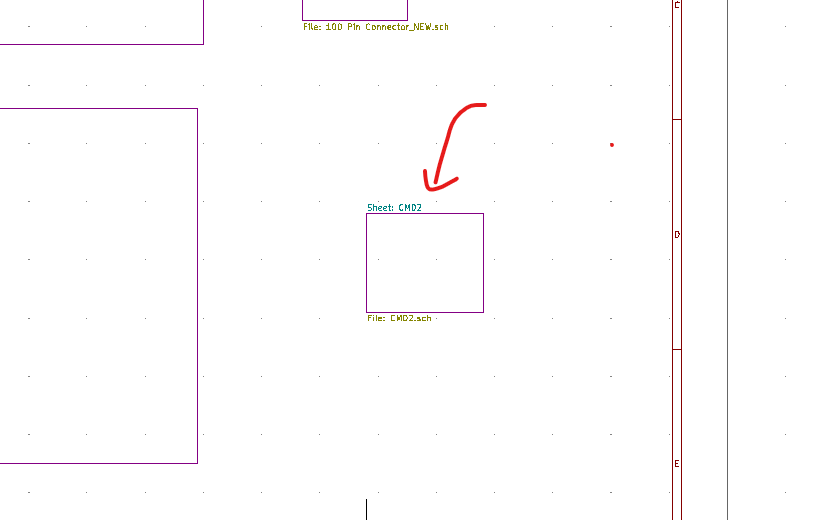 C
File: 100 Pin Connector_NEW.sch
Sheet: CMD2
D
File: CMD2.sch
E